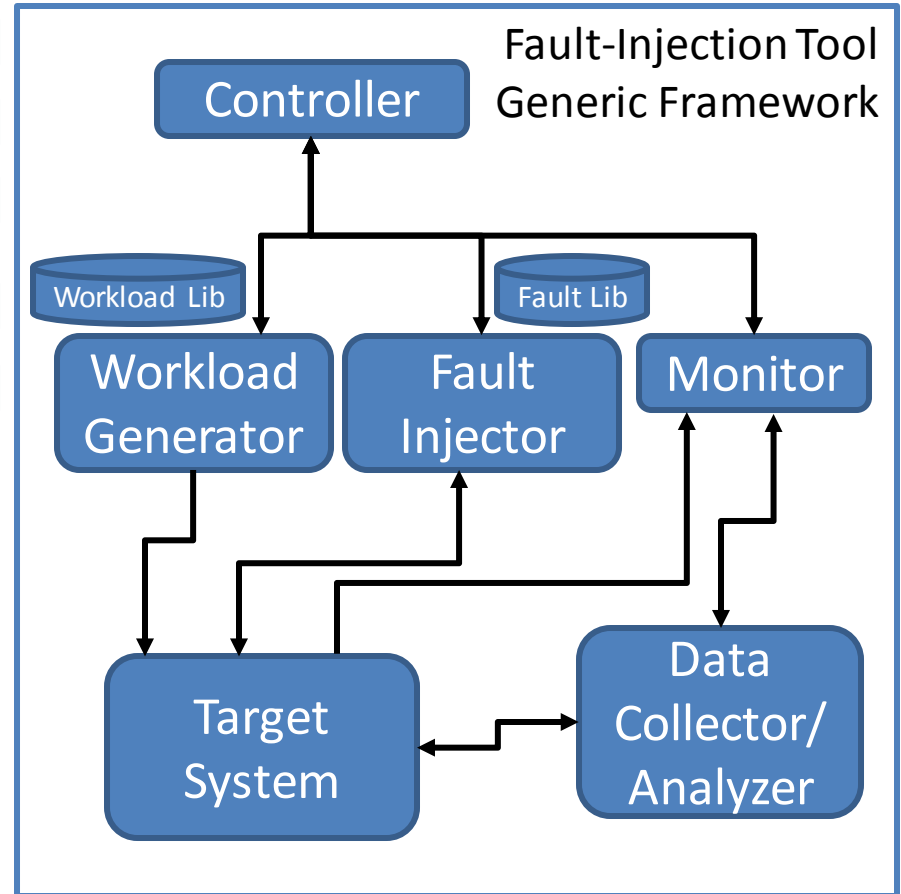 Fault-Injection Tool
Generic Framework
Controller
Workload Lib
Fault Lib
Workload
Generator
Fault
Injector
Monitor
Target
System
Data
Collector/
Analyzer